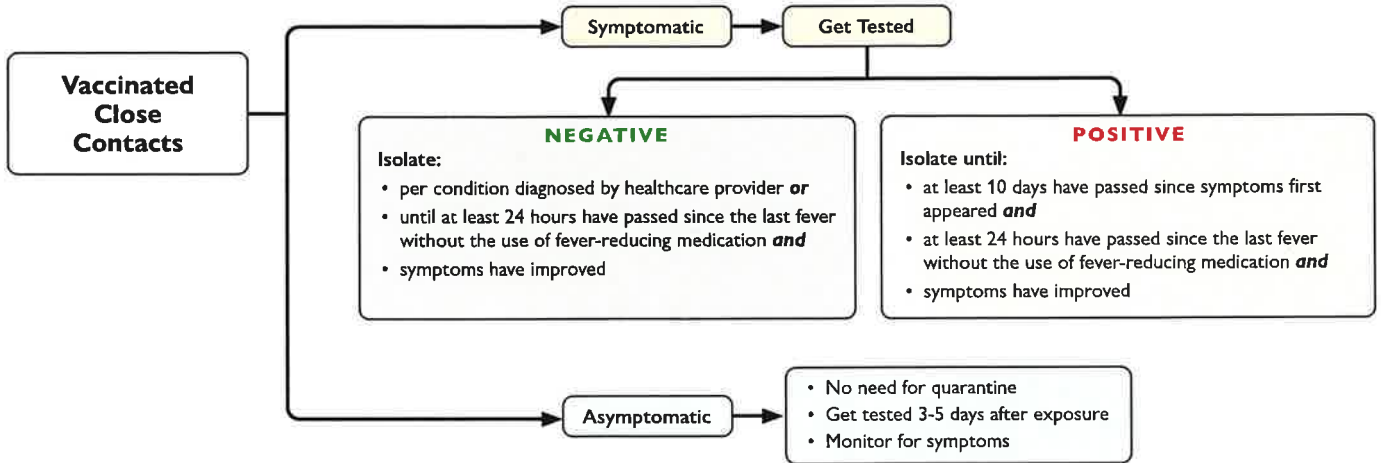 Symptomatic
Get Tested
Vaccinated
Close
Contacts
NEGATIVE
Isolate:
• per condition diagnosed by healthcare provider or
• until at least 24 hours have passed since the last fever
without the use of fever-reducing medication and
• symptoms have improved
POSITIVE
Isolate until:
• at least 10 days have passed since symptoms first
appeared and
• at least 24 hours have passed since the last fever
without the use of fever-reducing medication and
• symptoms have improved
Asymptomatic
• No need for quarantine
• Get tested 3-5 days after exposure
• Monitor for symptoms